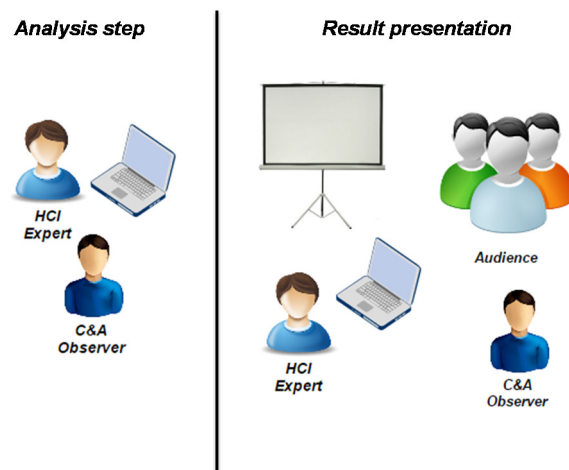 Analysis step
HCI
Expert
C&A
Observer
Result presentation
Audience
HCI
Expert
C&A
Observer